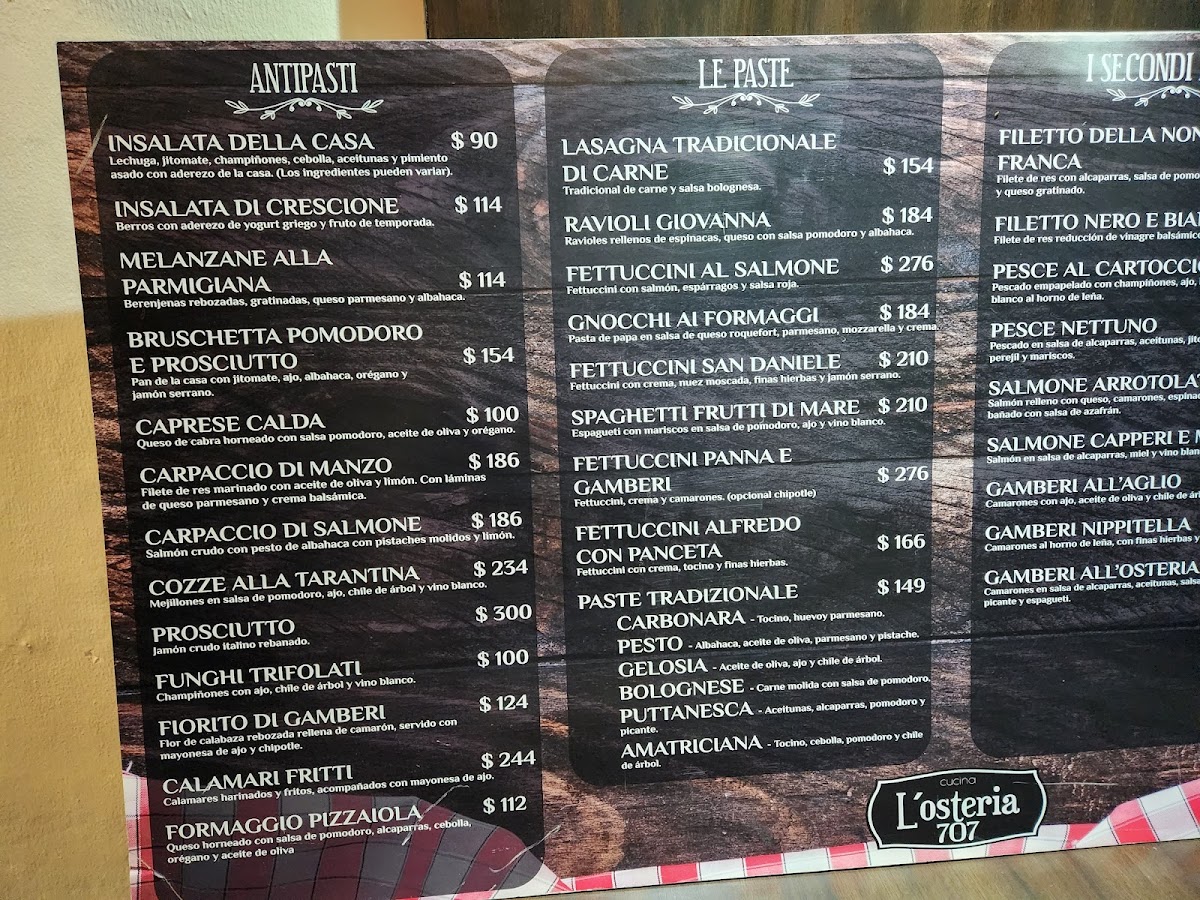 ANTIPASTI
INSALATA DELLA CASA $ 90
Lechuga, jitomate, champiñones, cebolla, aceitunas y pimiento
asado con aderezo de la casa. (Los ingredientes pueden variar).
INSALATA DI CRESCIONE $ 114
Berros con aderezo de yogurt griego y fruto de temporada.
MELANZANE ALLA
PARMIGIANA $ 114
Berenjenas rebozadas, gratinadas, queso parmesano y albahaca.
BRUSCHETTA POMODORO
E PROSCIUTTO $ 154
Pan de la casa con jitomate, ajo, albahaca, orégano y
jamón serrano.
CAPRESE CALDA $ 100
Queso de cabra horneado con salsa pomodoro, aceite de oliva y orégano.
CARPACCIO DI MANZO $ 186
Filete de res marinado con aceite de oliva y limón. Con láminas
de queso parmesano y crema balsámica.
CARPACCIO DI SALMONE $ 186
Salmón crudo con pesto de albahaca con pistaches molidos y limón.
COZZE ALLA TARANTINA $ 234
Mejillones en salsa de pomodoro, ajo, chile de árbol y vino blanco.
PROSCIUTTO $ 300
Jamón crudo italino rebanado.
FUNGHI TRIFOLATI $ 100
Champiñones con ajo, chile de árbol y vino blanco.
FIORITO DI GAMBERI $ 124
Flor de calabaza rebozada rellena de camarón, servido con
mayonesa de ajo y chipotle.
CALAMARI FRITTI $ 244
Calamares harinados y fritos, acompañados con mayonesa de ajo.
FORMAGGIO PIZZAIOLA $ 112
Queso horneado con salsa de pomodoro, alcaparras, cebolla,
orégano y aceite de oliva
LE PASTE
LASAGNA TRADICIONALE
DI CARNE $ 154
Tradicional de carne y salsa bolognesa.
RAVIOLI GIOVANNA $ 184
Ravioles rellenos de espinacas, queso con salsa pomodoro y albahaca.
FETTUCCINI AL SALMONE $ 276
Fettuccini con salmón, espárragos y salsa roja.
GNOCCHI AI FORMAGGI $ 184
Pasta de papa en salsa de queso roquefort, parmesano, mozzarella y crema.
FETTUCCINI SAN DANIELE $ 210
Fettuccini con crema, nuez moscada, finas hierbas y jamón serrano.
SPAGHETTI FRUTTI DI MARE $ 210
Espagueti con mariscos en salsa de pomodoro, ajo y vino blanco.
FETTUCCINI PANNA E
GAMBERI $ 276
Fettuccini, crema y camarones. (opcional chipotle)
FETTUCCINI ALFREDO
CON PANCETA $ 166
Fettuccini con crema, tocino y finas hierbas.
PASTE TRADIZIONALE $ 149
CARBONARA - Tocino, huevoy parmesano.
PESTO - Albahaca, aceite de oliva, parmesano y pistache.
GELOSIA - Aceite de oliva, ajo y chile de árbol.
BOLOGNESE - Carne molida con salsa de pomodoro.
PUTTANESCA - Aceitunas, alcaparras, pomodoro y
picante.
AMATRICIANA - Tocino, cebolla, pomodoro y chile
de árbol.
I SECONDI
FILETTO DELLA NON
FRANCA
Filete de res con alcaparras, salsa de pomo
y queso gratinado.
FILETTO NERO E BIA
Filete de res reducción de vinagre balsámic
PESCE AL CARTOCCIO
Pescado empapelado con champiñones, ajo,
blanco al horno de leña.
PESCE NETTUNO
Pescado en salsa de alcaparras, aceitunas, jito
perejil y mariscos.
SALMONE ARROTOLAT
Salmón relleno con queso, camarones, espinac
bañado con salsa de azafrán.
SALMONE CAPPERI E M
Salmón en salsa de alcaparras, miel y vino blan
GAMBERI ALL'AGLIO
Camarones con ajo, aceite de oliva y chile de ár
GAMBERI NIPPITELLA
Camarones al horno de leña, con finas hierbas y
GAMBERI ALL'OSTERIA
Camarones en salsa de alcaparras, aceitunas, salsa
picante y espagueti.
cucina
L'osteria
707